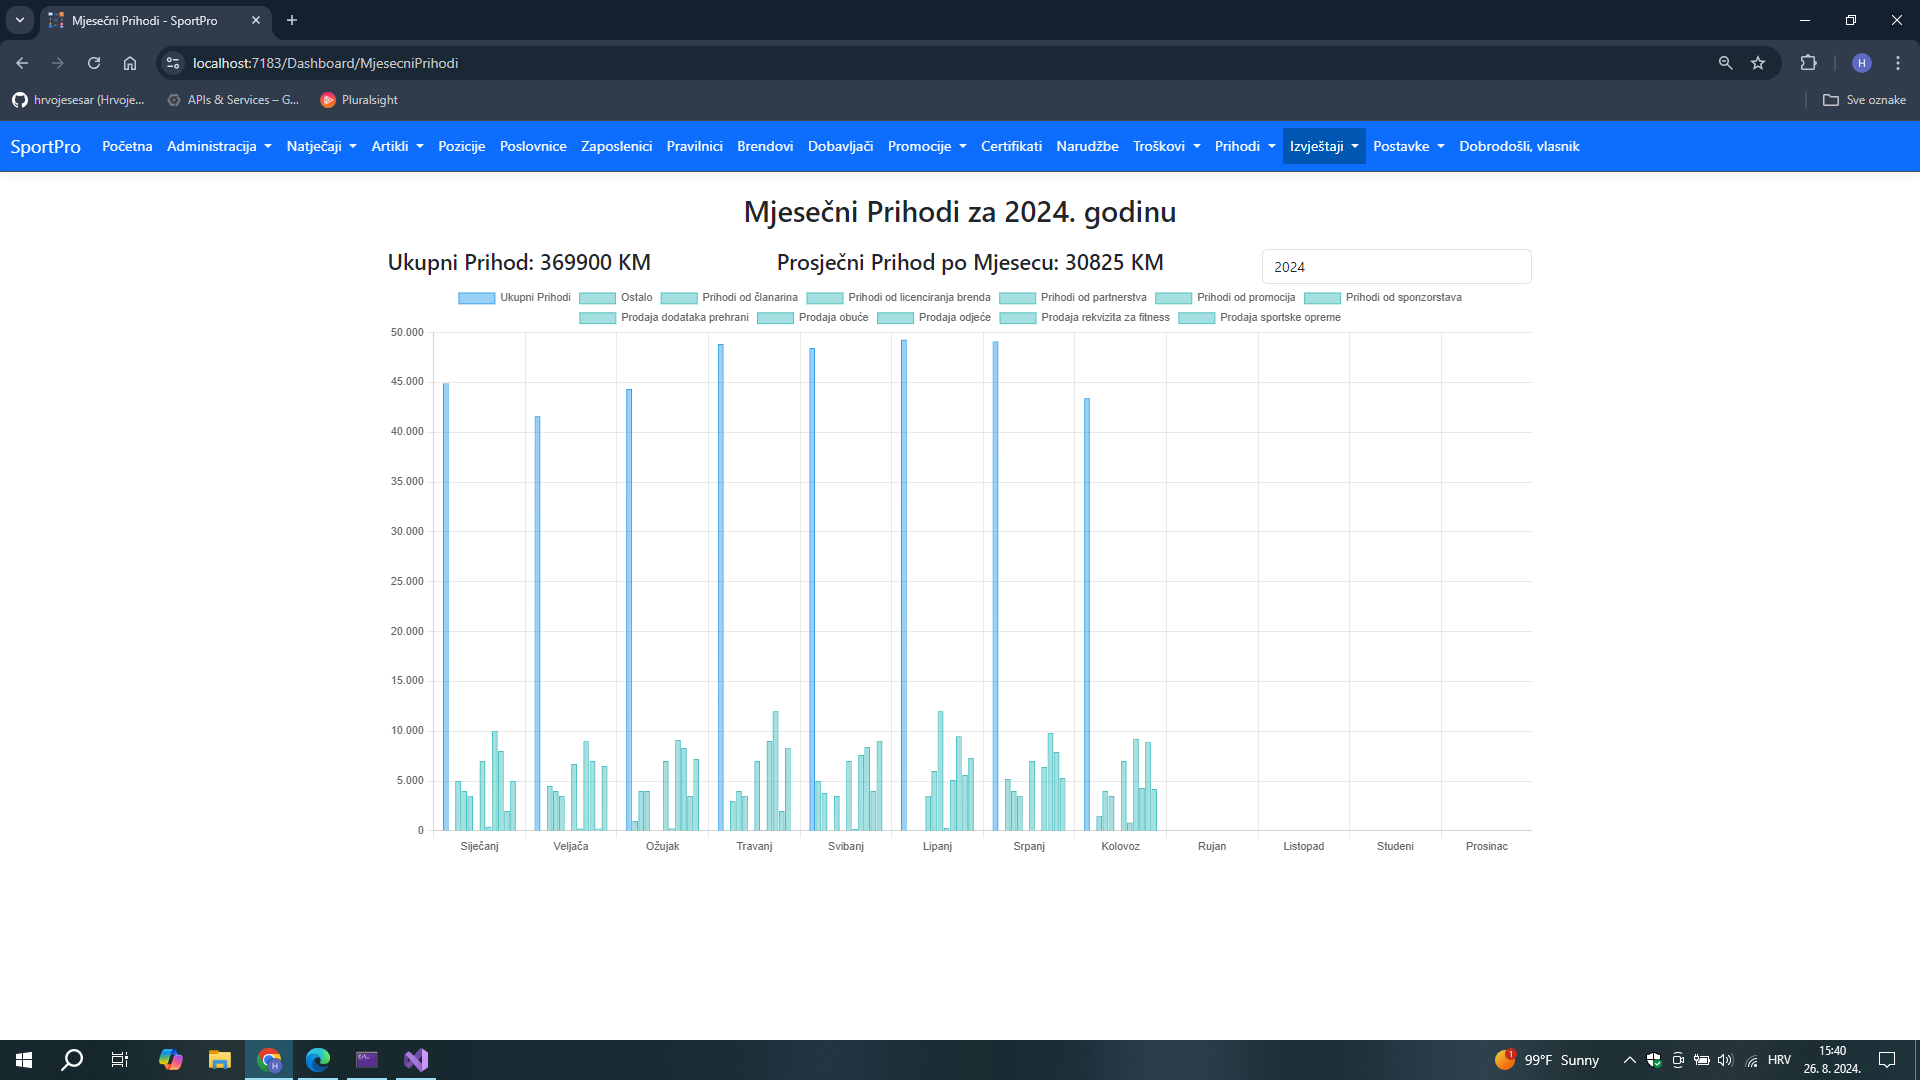 Mjesečni Prihodi - SportPro
localhost:7183/Dashboard/MjesecniPrihodi
H
hrvojesesar (Hrvoje...
APIs & Services – G...
Pluralsight
Sve oznake
SportPro Početna Administracija Natječaji Artikli Pozicije Poslovnice Zaposlenici Pravilnici Brendovi Dobavljači Promocije Certifikati Narudžbe Troškovi Prihodi Izvještaji Postavke Dobrodošli, vlasnik
Mjesečni Prihodi za 2024. godinu
Ukupni Prihod: 369900 KM
Prosječni Prihod po Mjesecu: 30825 KM
2024
Ukupni Prihodi Ostalo Prihodi od članarina Prihodi od licenciranja brenda Prihodi od partnerstva Prihodi od promocija Prihodi od sponzorstava
Prodaja dodataka prehrani Prodaja obuće Prodaja odjeće Prodaja rekvizita za fitness Prodaja sportske opreme
50.000
45.000
40.000
35.000
30.000
25.000
20.000
15.000
10.000
5.000
0
Siječanj Veljača Ožujak Travanj Svibanj Lipanj Srpanj Kolovoz Rujan Listopad Studeni Prosinac
H
1
99°F Sunny
HRV
15:40
26. 8. 2024.